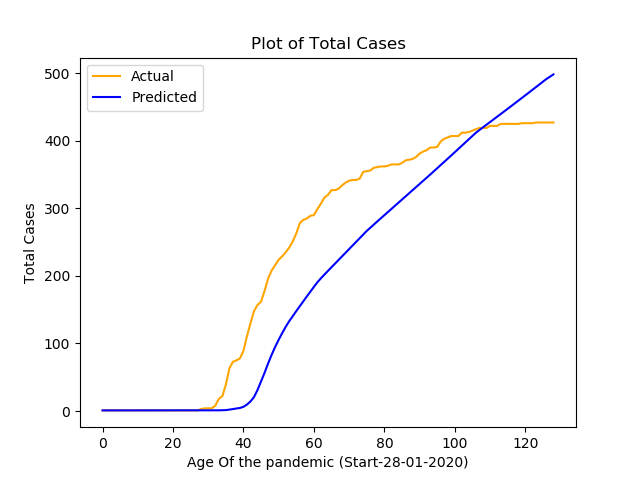 Plot of Total Cases
Actual
Predicted
500
400
300
200
100
0
Total Cases
0 20 40 60 80 100 120
Age Of the pandemic (Start-28-01-2020)